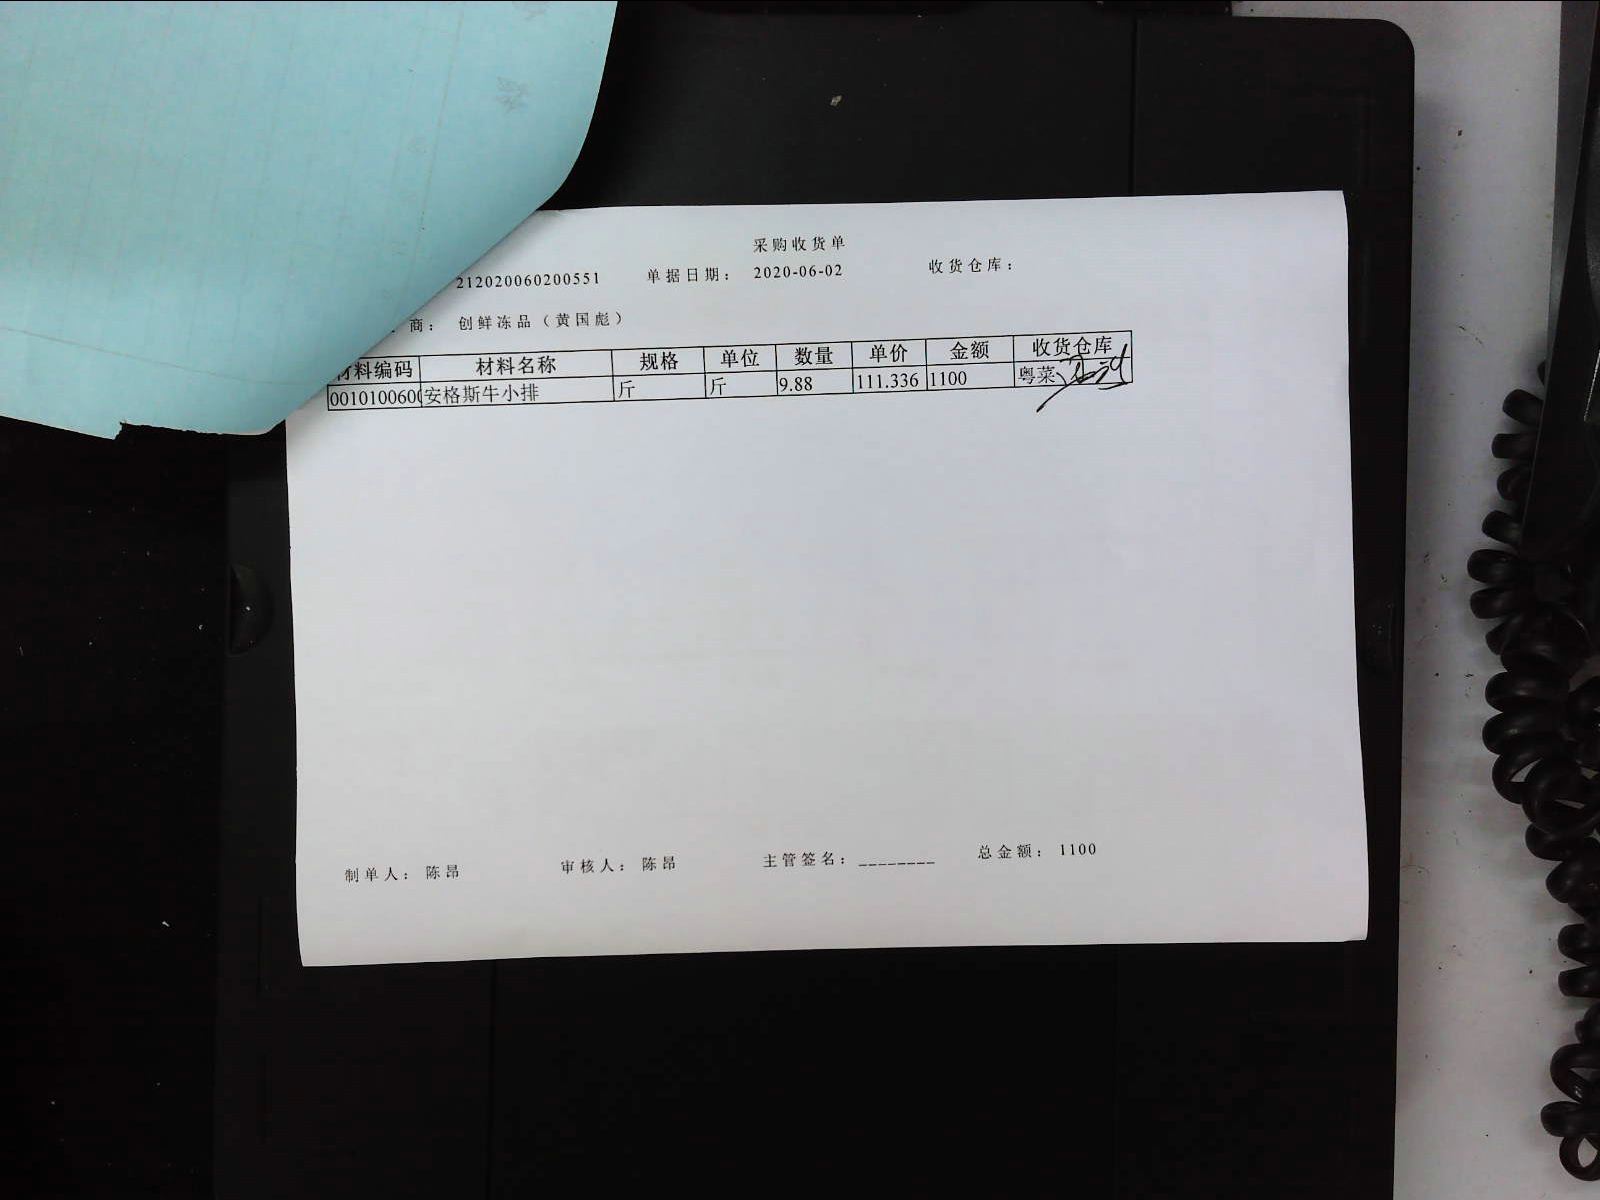 采购收货单
212020060200551 单据日期: 2020-06-02 收货仓库:
商: 创鲜冻品（黄国彪）
材料编码 材料名称 规格 单位 数量 单价 金额 收货仓库
0010100600 安格斯牛小排 斤 斤 9.88 111.336 1100 粤菜
制单人: 陈昂 审核人: 陈昂 主管签名: ________ 总金额: 1100